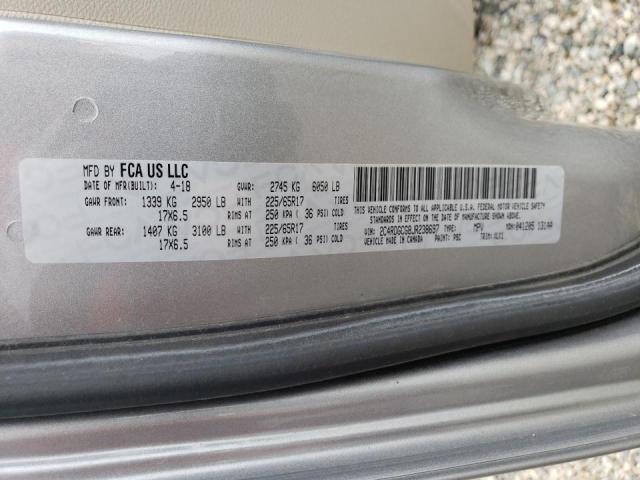 MFD BY FCA US LLC
DATE OF MFR(BUILT): 4-18 GVWR: 2745 KG 6050 LB
GAWR FRONT: 1339 KG 2950 LB WITH 225/65R17
17X6.5 RIMS AT 250 KPA ( 36 PSI) COLD
GAWR REAR: 1407 KG 3100 LB WITH 225/65R17
17X6.5 RIMS AT 250 KPA ( 36 PSI) COLD
THIS VEHICLE CONFORMS TO ALL APPLICABLE U.S.A. FEDERAL MOTOR VEHICLE SAFETY
STANDARDS IN EFFECT ON THE DATE OF MANUFACTURE SHOWN ABOVE.
VIN: 2C4RDGCG8JR238697 TYPE: MPV MDH: 041205 131AA
VEHICLE MADE IN CANADA PAINT: TRIM: